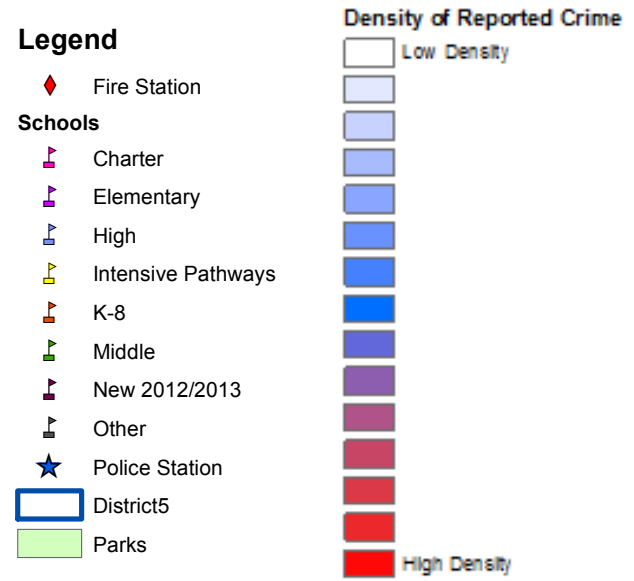 Legend
Fire Station
Schools
Charter
Elementary
High
Intensive Pathways
K-8
Middle
New 2012/2013
Other
Police Station
District5
Parks
Density of Reported Crime
Low Density
High Density